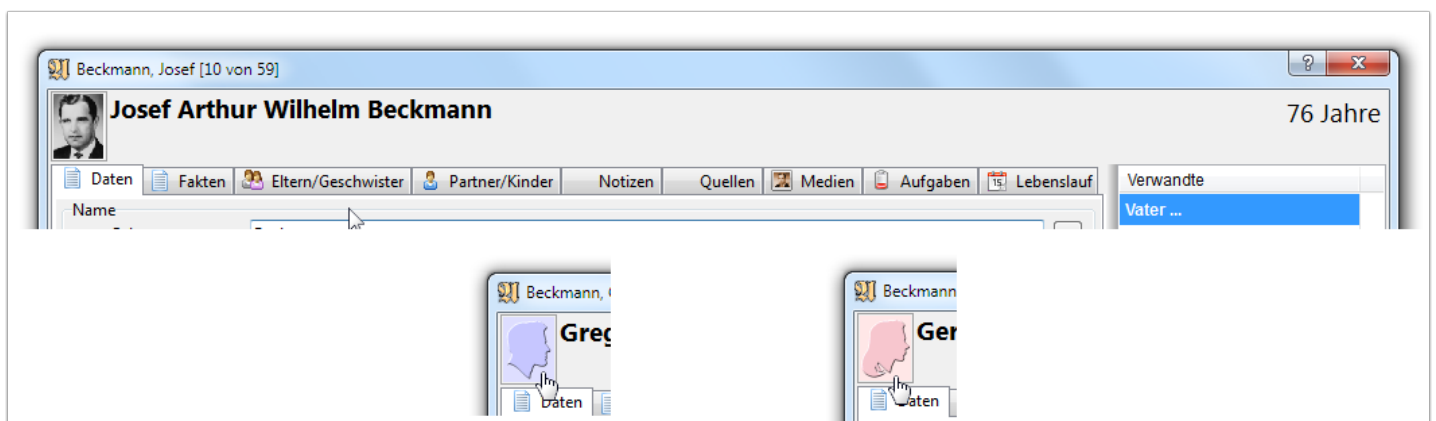 Beckmann, Josef [10 von 59]
Josef Arthur Wilhelm Beckmann
76 Jahre
Daten Fakten Eltern/Geschwister Partner/Kinder Notizen Quellen Medien Aufgaben Lebenslauf
Verwandte
Name
Vater ...
Beckmann,
Greg
Daten
Beckmann
Ger
Daten